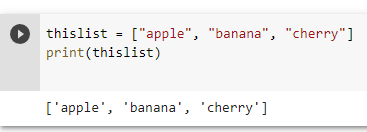 thislist = ["apple", "banana", "cherry"]
print(thislist)
['apple', 'banana', 'cherry']